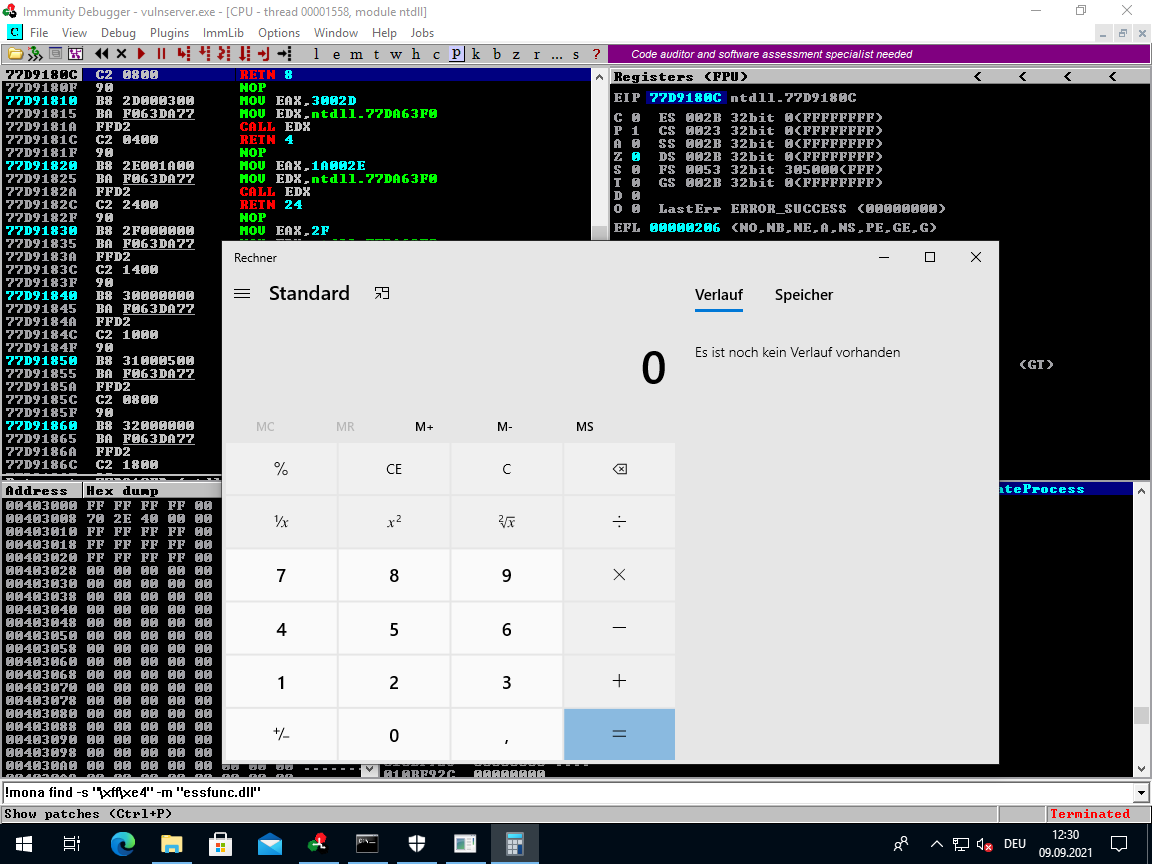 Immunity Debugger - vulnserver.exe - [CPU - thread 00001558, module ntdll]
C File View Debug Plugins ImmLib Options Window Help Jobs
l e m t w h c P k b z r ... s ? Code auditor and software assessment specialist needed
77D9180C C2 0800 RETN 8
77D9180F 90 NOP
77D91810 B8 2D000300 MOV EAX,3002D
77D91815 BA F063DA77 MOV EDX,ntdll.77DA63F0
77D9181A FFD2 CALL EDX
77D9181C C2 0400 RETN 4
77D9181F 90 NOP
77D91820 B8 2E001A00 MOV EAX,1A002E
77D91825 BA F063DA77 MOV EDX,ntdll.77DA63F0
77D9182A FFD2 CALL EDX
77D9182C C2 2400 RETN 24
77D9182F 90 NOP
77D91830 B8 2F000000 MOV EAX,2F
77D91835 BA F063DA77
77D9183A FFD2
77D9183C C2 1400
77D9183F 90
77D91840 B8 30000000
77D91845 BA F063DA77
77D9184A FFD2
77D9184C C2 1000
77D9184F 90
77D91850 B8 31000500
77D91855 BA F063DA77
77D9185A FFD2
77D9185C C2 0800
77D9185F 90
77D91860 B8 32000000
77D91865 BA F063DA77
77D9186A FFD2
77D9186C C2 1800
Registers (FPU) < < < <
EIP 77D9180C ntdll.77D9180C
C 0 ES 002B 32bit 0(FFFFFFFF)
P 1 CS 0023 32bit 0(FFFFFFFF)
A 0 SS 002B 32bit 0(FFFFFFFF)
Z 0 DS 002B 32bit 0(FFFFFFFF)
S 0 FS 0053 32bit 305000(FFF)
T 0 GS 002B 32bit 0(FFFFFFFF)
D 0
O 0 LastErr ERROR_SUCCESS (00000000)
EFL 00000206 (NO,NB,NE,A,NS,PE,GE,G)
(GT)
Rechner
Standard
Verlauf Speicher
Es ist noch kein Verlauf vorhanden
0
MC MR M+ M- MS
% CE C
¹/x x² ²√x ÷
7 8 9 ×
4 5 6 −
1 2 3 +
+/− 0 , =
Address Hex dump
00403000 FF FF FF FF 00
00403008 70 2E 40 00 00
00403010 FF FF FF FF 00
00403018 FF FF FF FF 00
00403020 FF FF FF FF 00
00403028 00 00 00 00 00
00403030 00 00 00 00 00
00403038 00 00 00 00 00
00403040 00 00 00 00 00
00403048 00 00 00 00 00
00403050 00 00 00 00 00
00403058 00 00 00 00 00
00403060 00 00 00 00 00
00403068 00 00 00 00 00
00403070 00 00 00 00 00
00403078 00 00 00 00 00
00403080 00 00 00 00 00
00403088 00 00 00 00 00
00403090 00 00 00 00 00
00403098 00 00 00 00 00
ateProcess
010BF92C 00000000
!mona find -s "\xff\xe4" -m "essfunc.dll"
Show patches (Ctrl+P) Terminated
DEU
12:30
09.09.2021